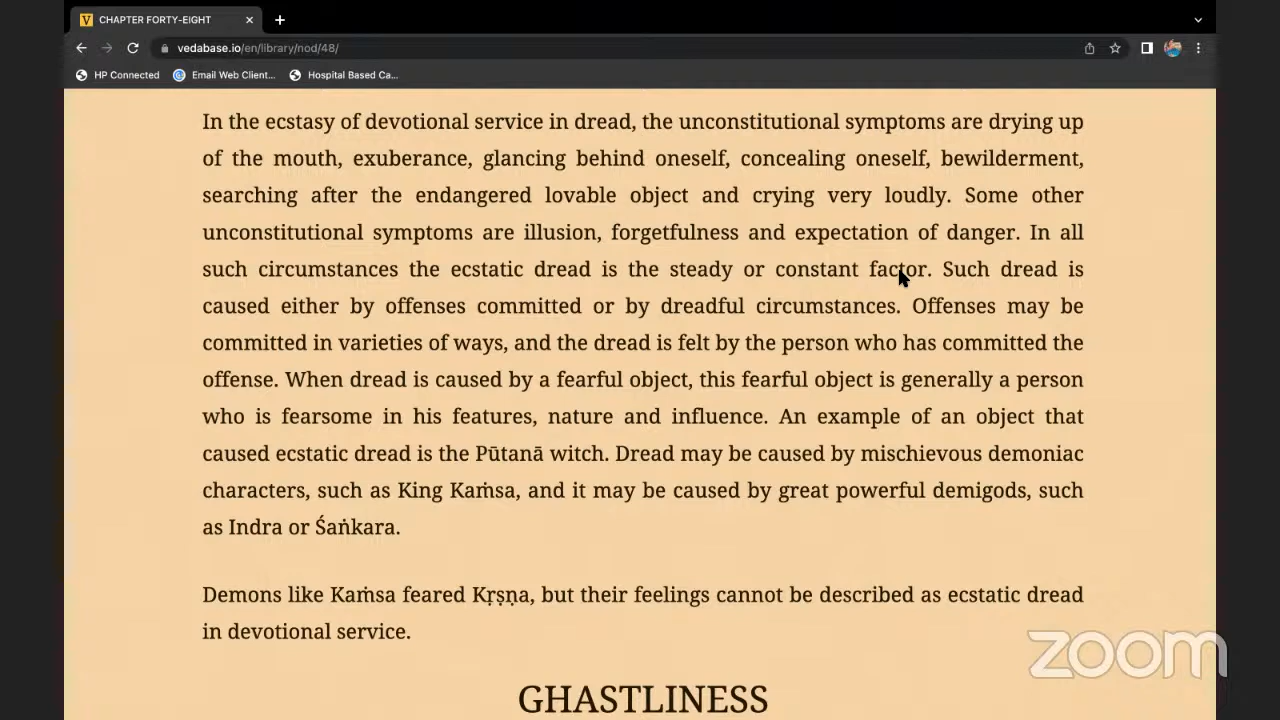 CHAPTER FORTY-EIGHT
vedabase.io/en/library/nod/48/
HP Connected Email Web Client... Hospital Based Ca...
In the ecstasy of devotional service in dread, the unconstitutional symptoms are drying up
of the mouth, exuberance, glancing behind oneself, concealing oneself, bewilderment,
searching after the endangered lovable object and crying very loudly. Some other
unconstitutional symptoms are illusion, forgetfulness and expectation of danger. In all
such circumstances the ecstatic dread is the steady or constant factor. Such dread is
caused either by offenses committed or by dreadful circumstances. Offenses may be
committed in varieties of ways, and the dread is felt by the person who has committed the
offense. When dread is caused by a fearful object, this fearful object is generally a person
who is fearsome in his features, nature and influence. An example of an object that
caused ecstatic dread is the Pūtanā witch. Dread may be caused by mischievous demoniac
characters, such as King Kaṁsa, and it may be caused by great powerful demigods, such
as Indra or Śaṅkara.
Demons like Kaṁsa feared Kṛṣṇa, but their feelings cannot be described as ecstatic dread
in devotional service.
zoom
GHASTLINESS